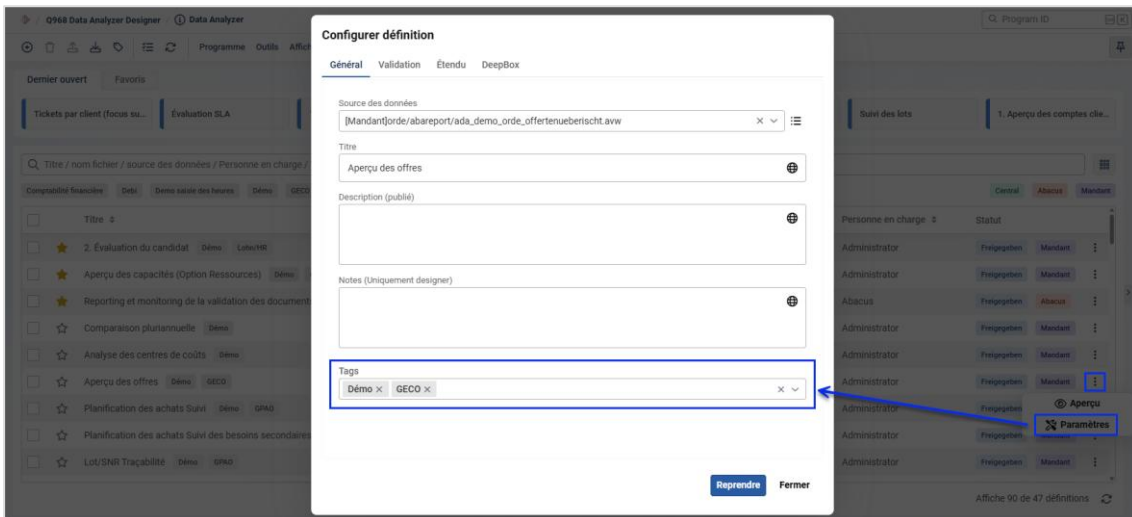 Q968 Data Analyzer Designer / Data Analyzer
Program ID
Programme Outils Affich
Dernier ouvert Favoris
Tickets par client (focus su...
Évaluation SLA
Suivi des lots
1. Aperçu des comptes clie...
Titre / nom fichier / source des données / Personne en charge /
Comptabilité financière Debi Demo saisie des heures Démo GECO
Central Abacus Mandant
Titre Personne en charge Statut
2. Évaluation du candidat Démo Lohn/HR
Freigegeben Mandant
Aperçu des capacités (Option Ressources) Démo
Administrator Freigegeben Mandant
Reporting et monitoring de la validation des document
Abacus Freigegeben Abacus
Comparaison pluriannuelle Démo
Administrator Freigegeben Mandant
Analyse des centres de coûts Démo
Administrator Freigegeben Mandant
Aperçu des offres Démo GECO
Administrator Freigegeben Mandant
Planification des achats Suivi Démo GPAO
Administrator
Planification des achats Suivi des besoins secondaires
Administrator Freigegeben
Lot/SNR Traçabilité Démo GPAO
Administrator Freigegeben Mandant
Affiche 90 de 47 définitions
Configurer définition
Général Validation Étendu DeepBox
Source des données
[Mandant]orde/abareport/ada_demo_orde_offertenueberischt.avw
Titre
Aperçu des offres
Description (publié)
Notes (Uniquement designer)
Tags
Démo × GECO ×
Reprendre Fermer
Aperçu
Paramètres